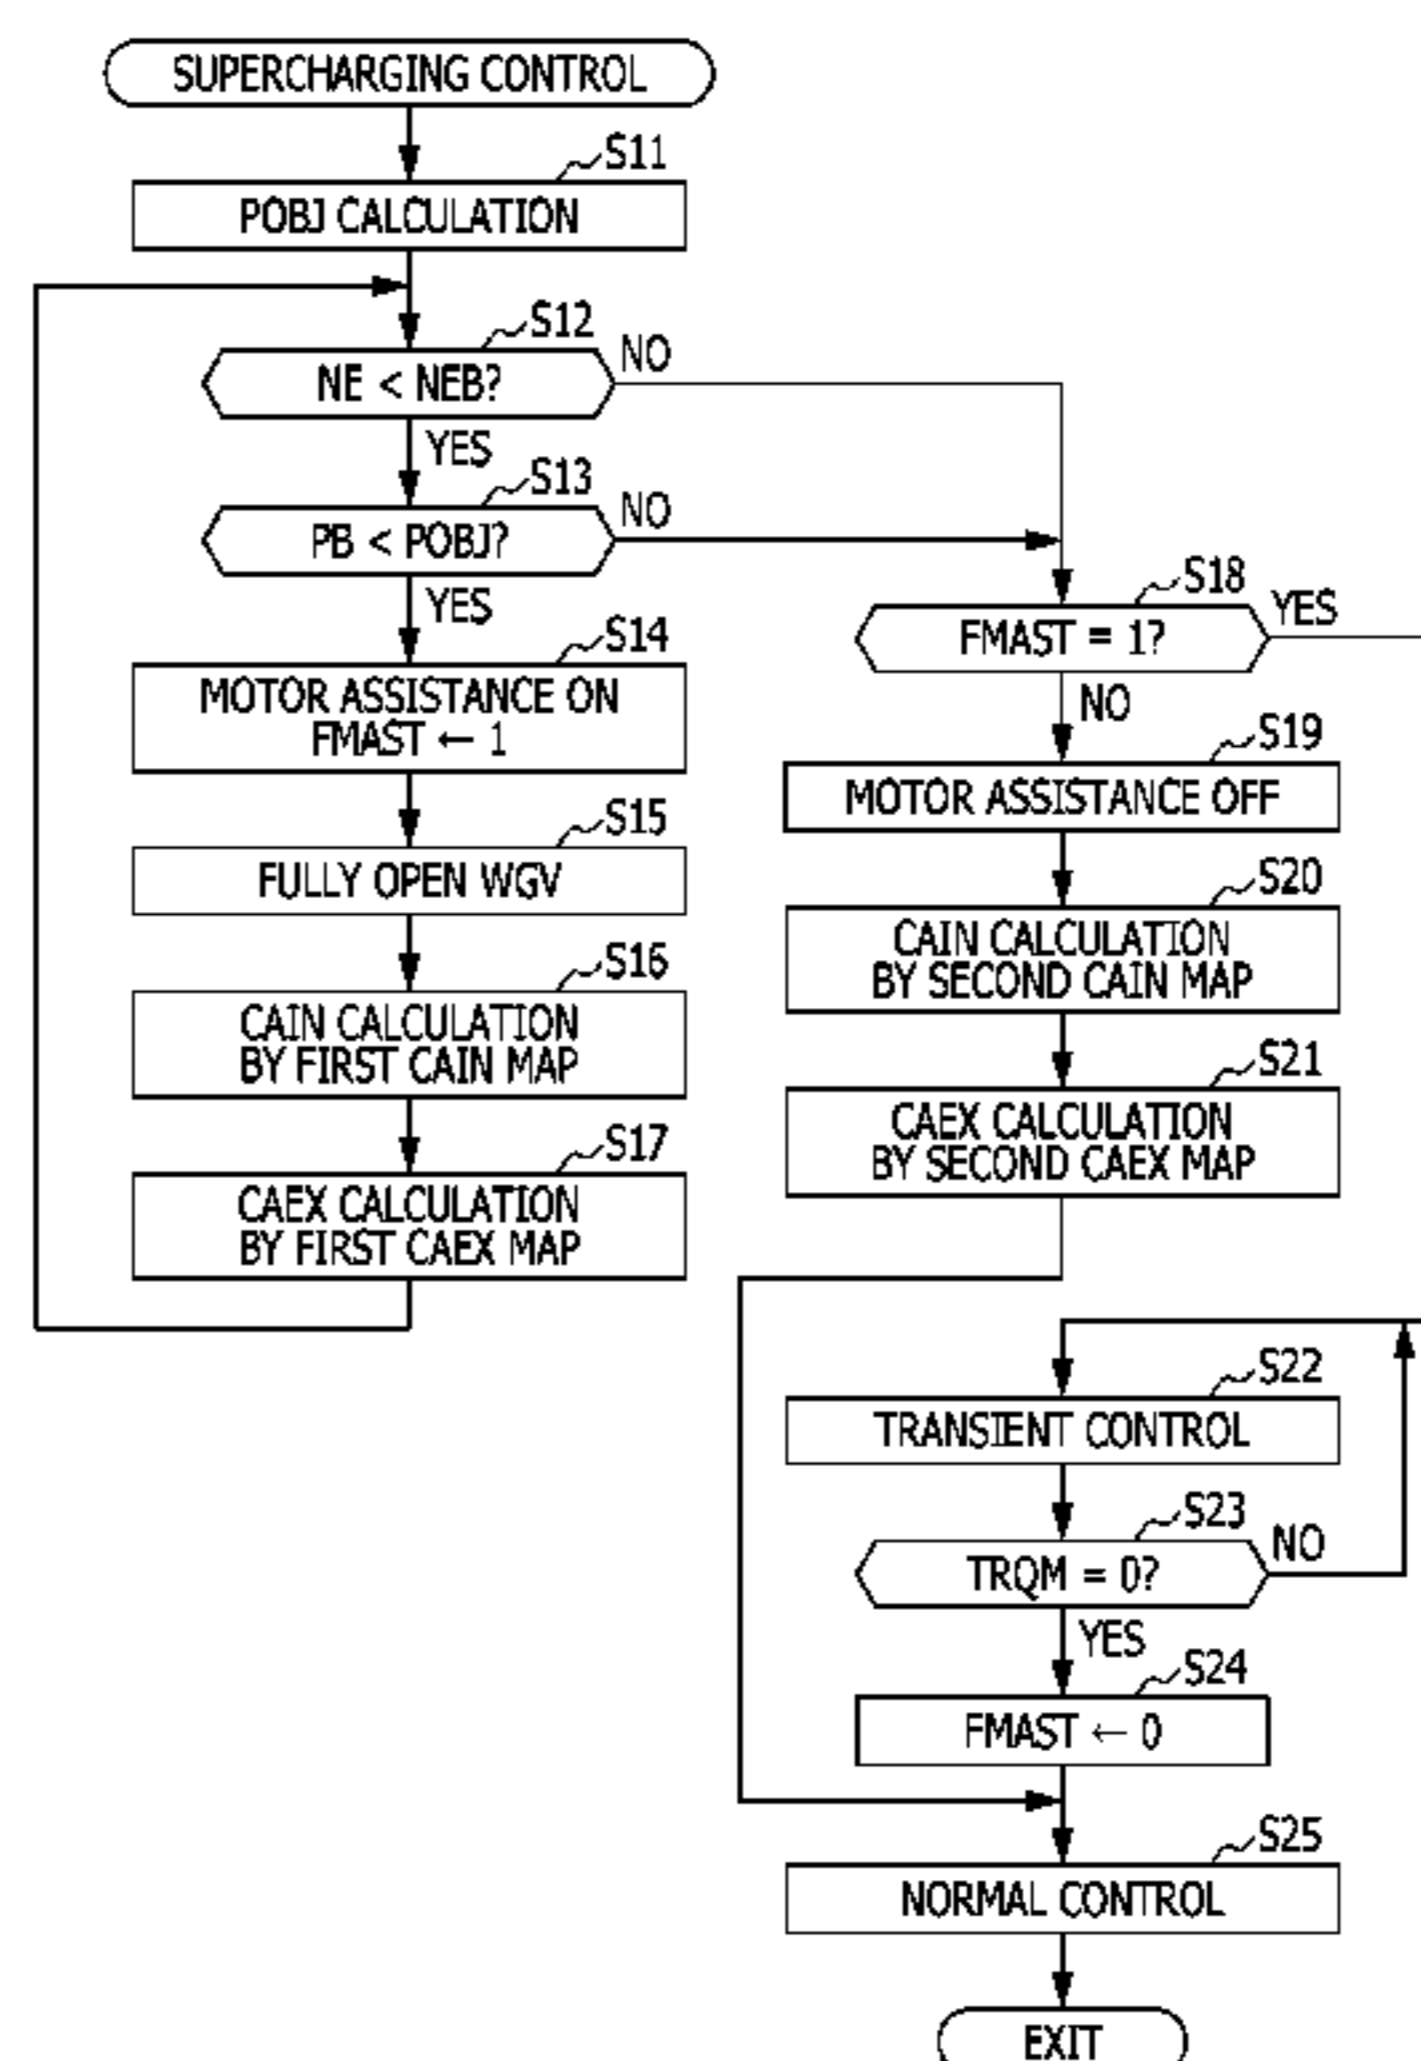 SUPERCHARGING CONTROL
S11
POBJ CALCULATION
S12
NE < NEB?
NO
YES
S13
PB < POBJ?
NO
YES
S14
MOTOR ASSISTANCE ON
FMAST ← 1
S15
FULLY OPEN WGV
S16
CAIN CALCULATION
BY FIRST CAIN MAP
S17
CAEX CALCULATION
BY FIRST CAEX MAP
S18
FMAST = 1?
YES
NO
S19
MOTOR ASSISTANCE OFF
S20
CAIN CALCULATION
BY SECOND CAIN MAP
S21
CAEX CALCULATION
BY SECOND CAEX MAP
S22
TRANSIENT CONTROL
S23
TRQM = 0?
NO
YES
S24
FMAST ← 0
S25
NORMAL CONTROL
EXIT